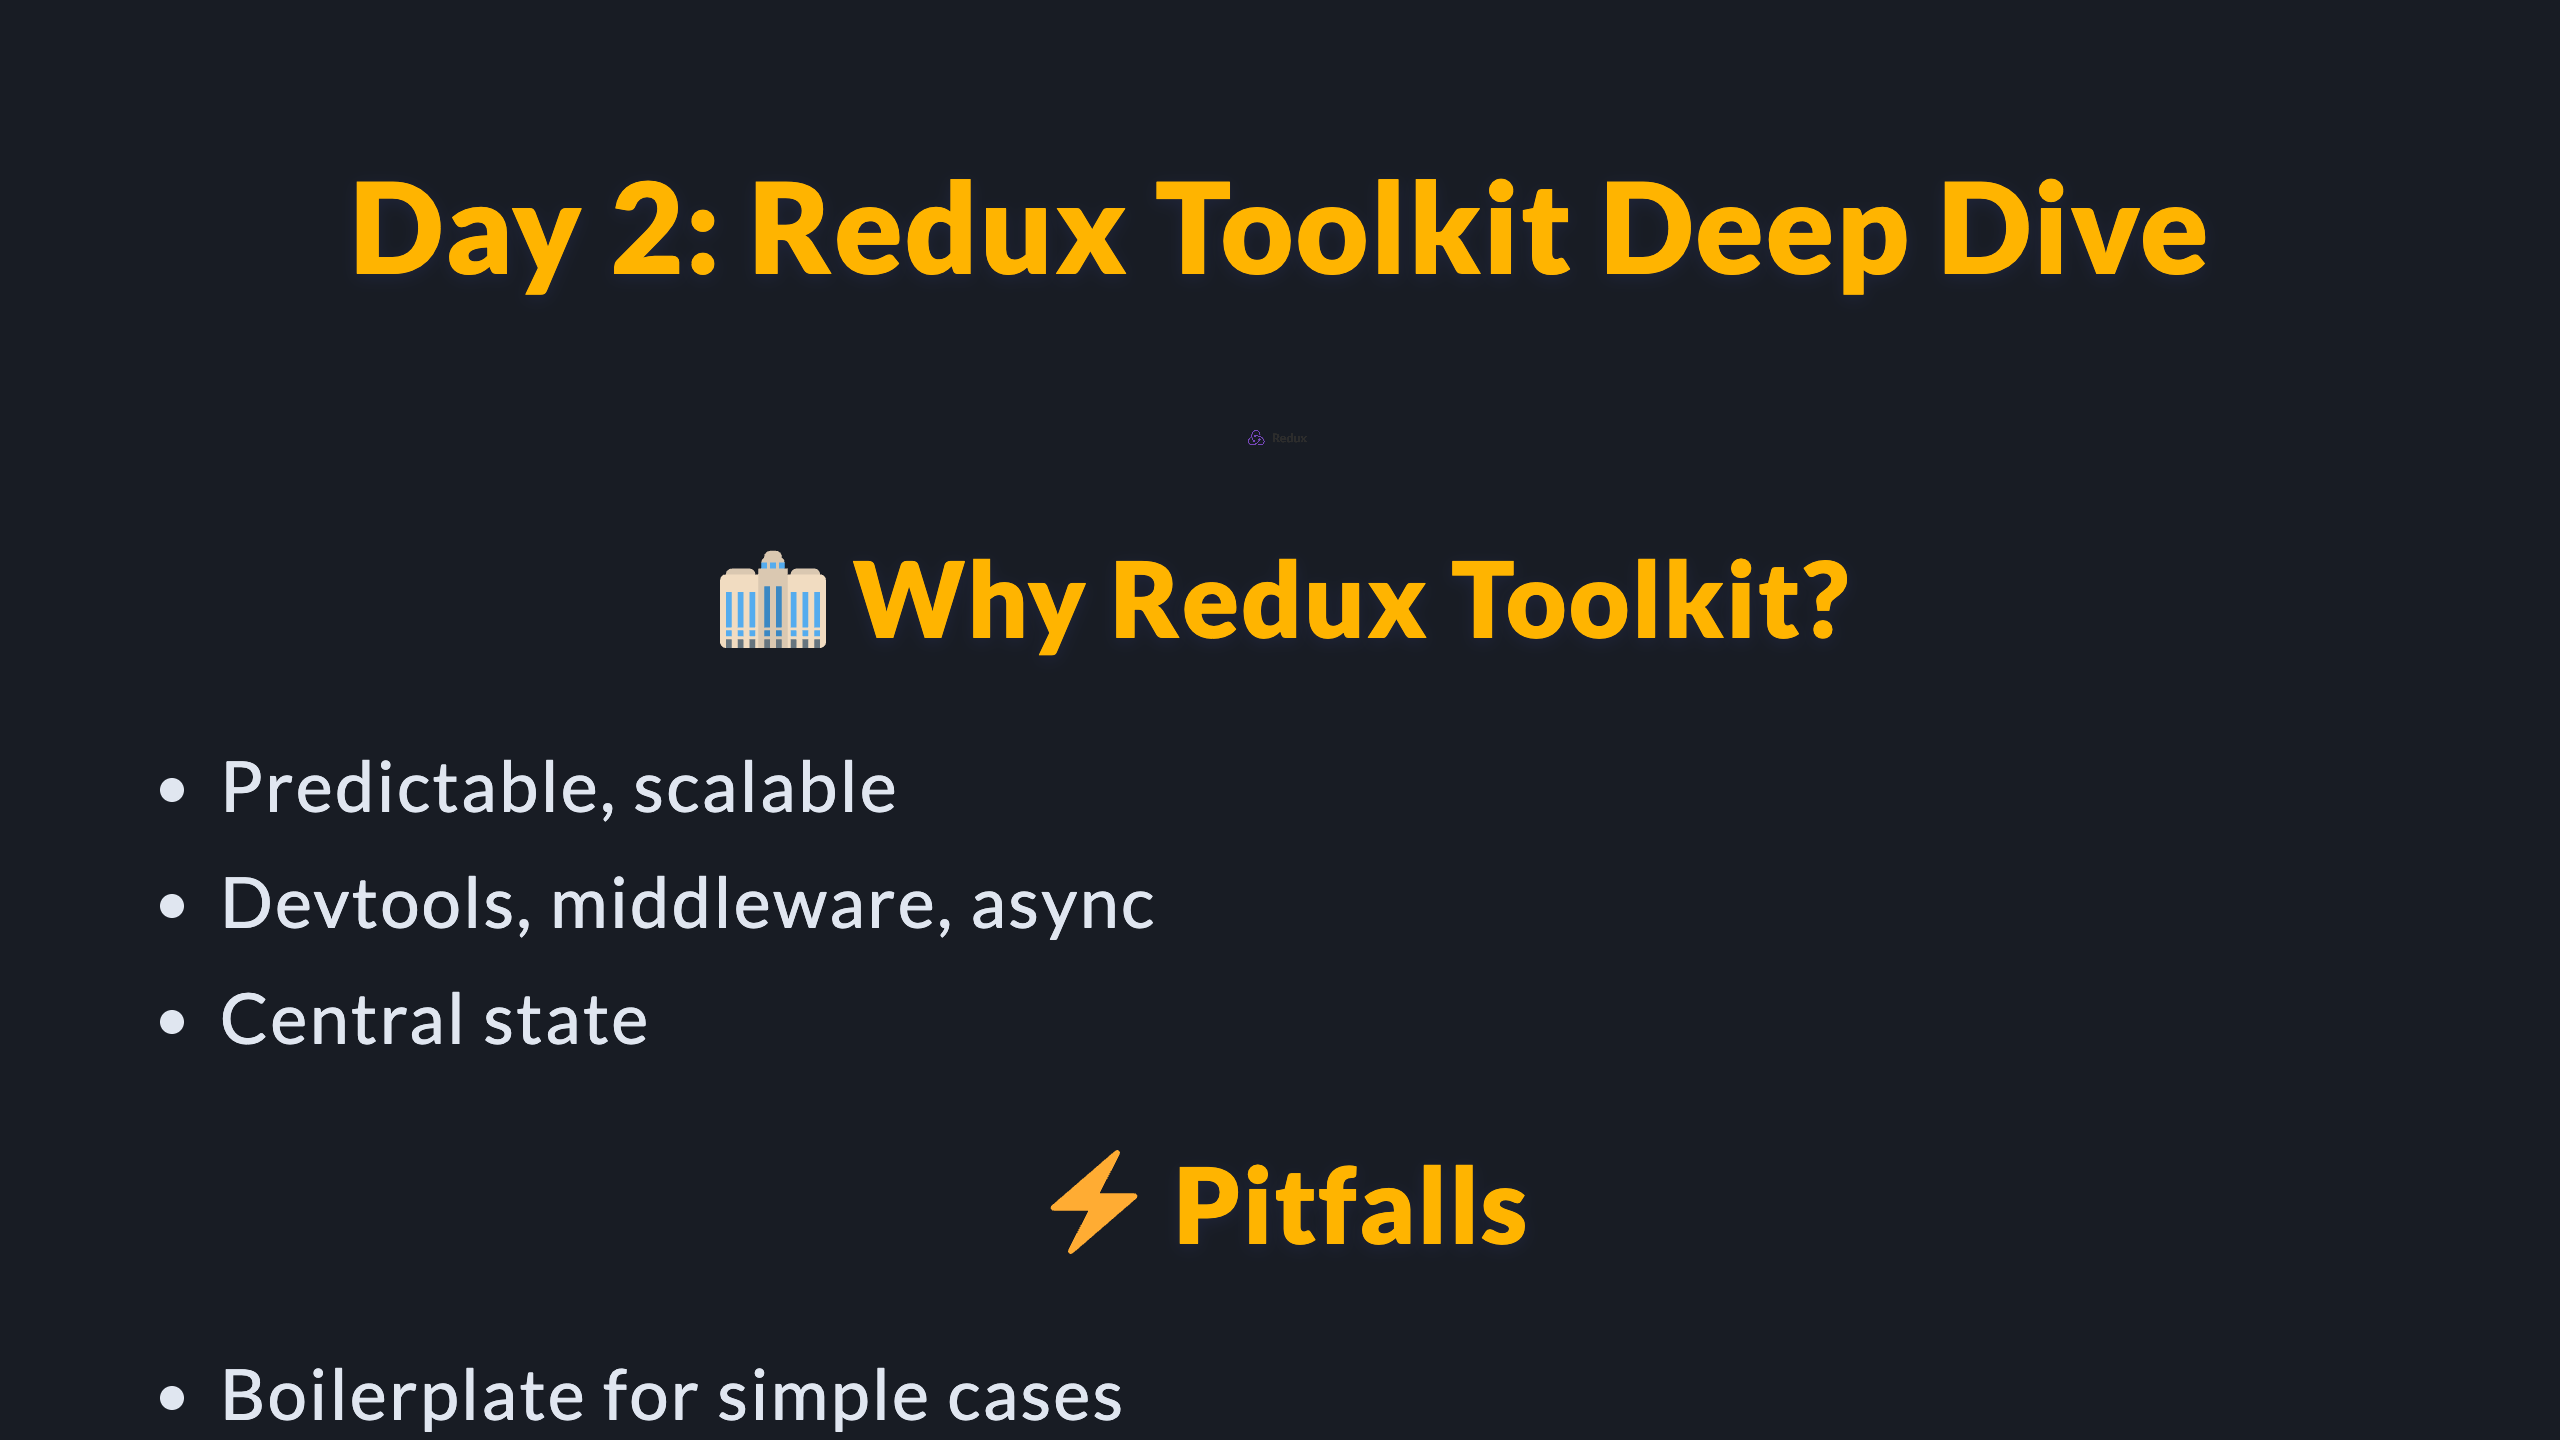 Day 2: Redux Toolkit Deep Dive
Redux
Why Redux Toolkit?
• Predictable, scalable
• Devtools, middleware, async
• Central state
Pitfalls
• Boilerplate for simple cases